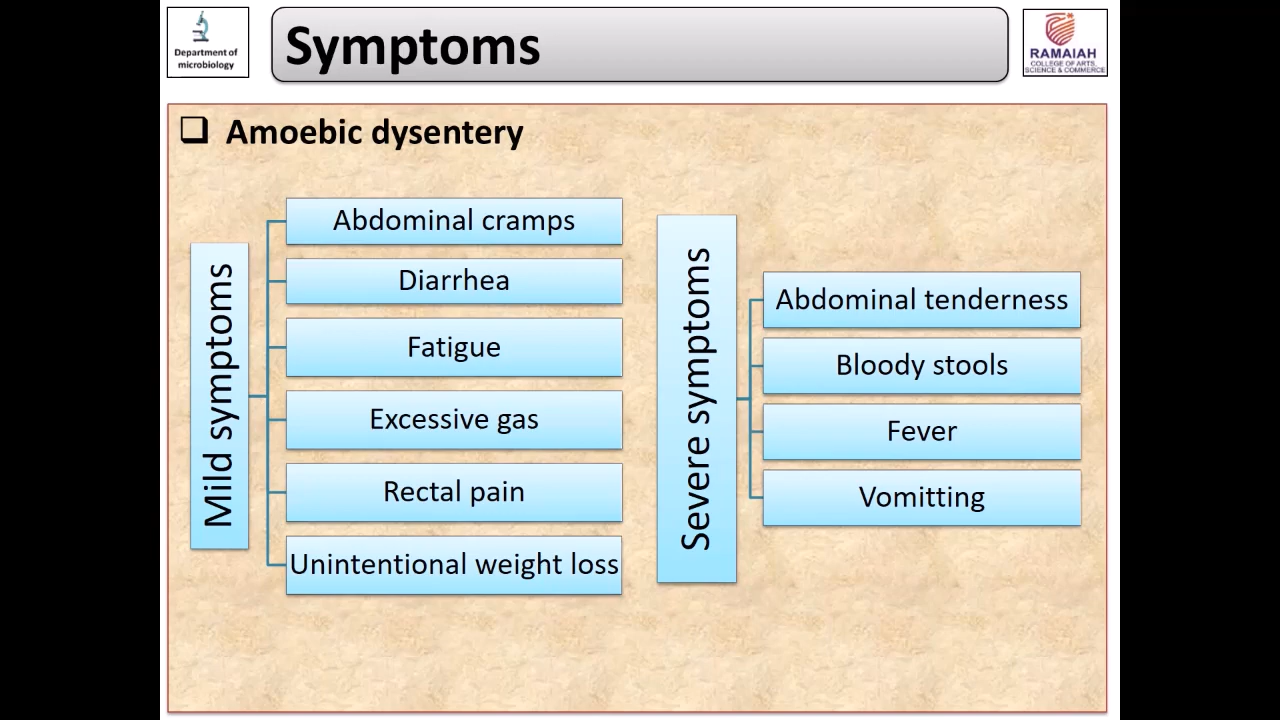 Department of
microbiology
Symptoms
RAMAIAH
COLLEGE OF ARTS,
SCIENCE & COMMERCE
Amoebic dysentery
Mild symptoms
Abdominal cramps
Diarrhea
Fatigue
Excessive gas
Rectal pain
Unintentional weight loss
Severe symptoms
Abdominal tenderness
Bloody stools
Fever
Vomitting